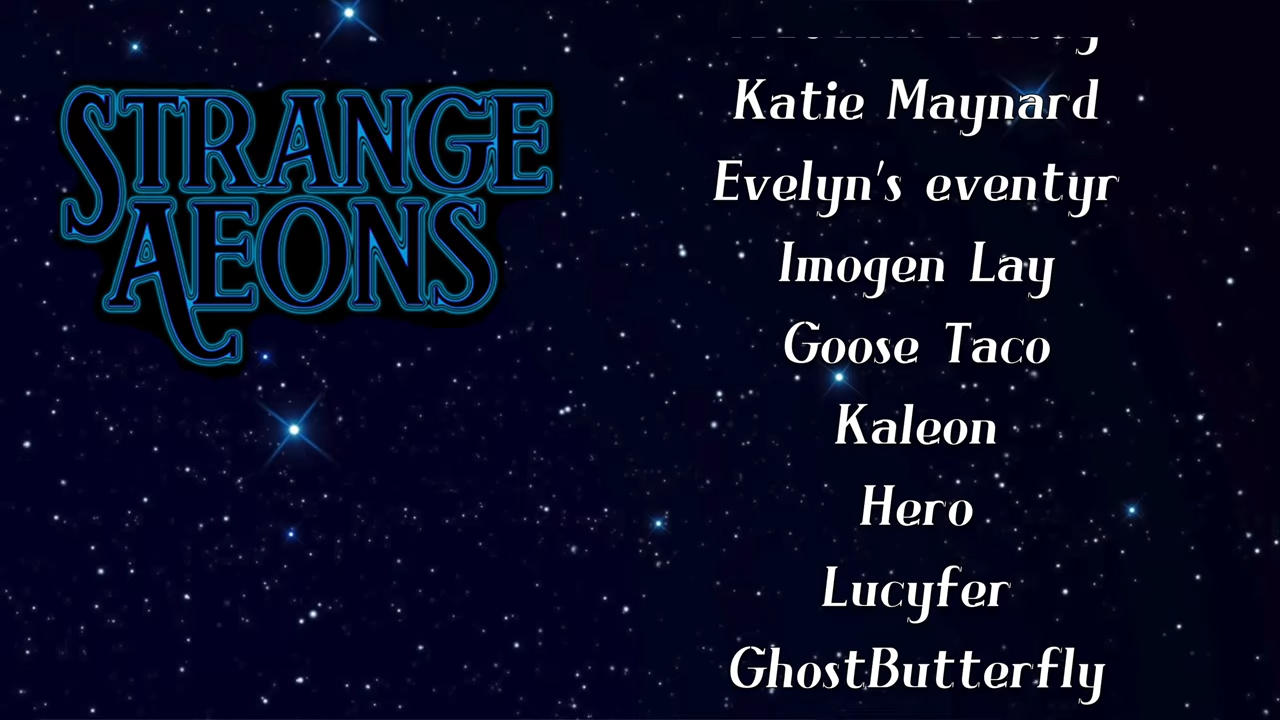 STRANGE
AEONS
Katie Maynard
Evelyn's eventyr
Imogen Lay
Goose Taco
Kaleon
Hero
Lucyfer
GhostButterfly